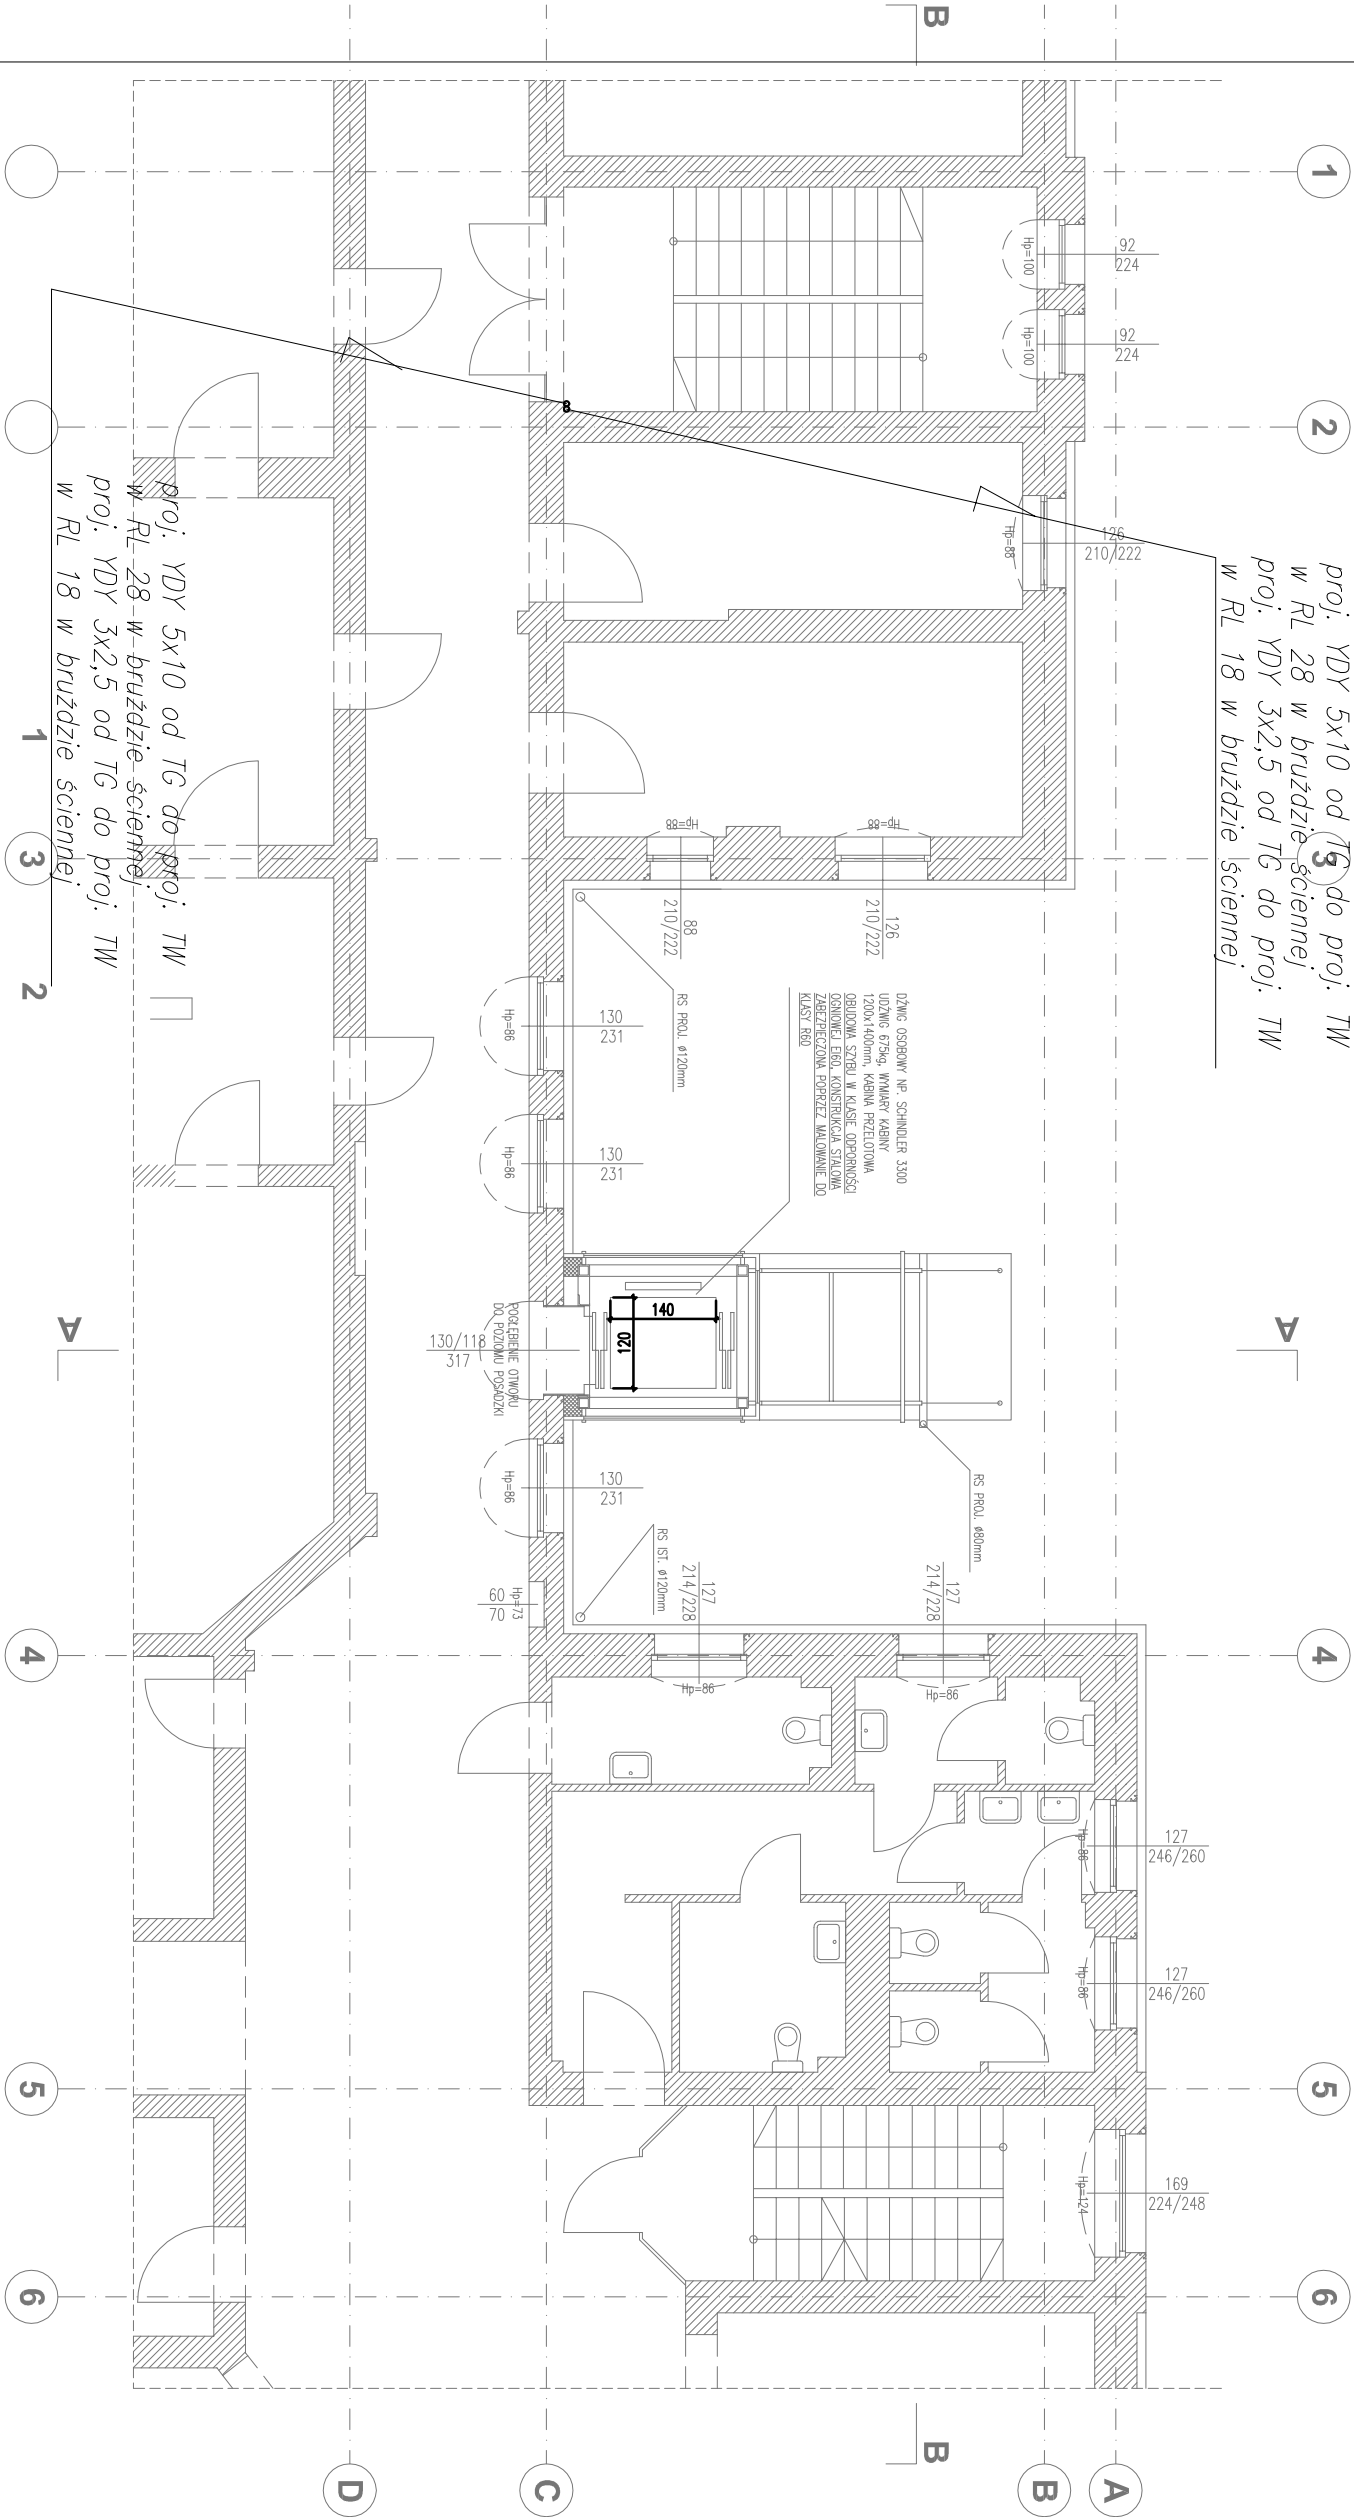 B
1
2
3
4
5
6
92
224
Hp=100
92
224
Hp=100
126
210/222
Hp=88
proj. YDY 5x10 od TG do proj. TW
w RL 28 w bruździe ściennej
proj. YDY 3x2,5 od TG do proj. TW
w RL 18 w bruździe ściennej
8
proj. YDY 5x10 od TG do proj. TW
w RL 28 w bruździe ściennej
proj. YDY 3x2,5 od TG do proj. TW
w RL 18 w bruździe ściennej
1
2
3
Hp=88
88
210/222
Hp=88
126
210/222
RS PROJ. ø120mm
DŹWIG OSOBOWY NP. SCHINDLER 3300
UDŹWIG 675kg, WYMIARY KABINY
1200x1400mm, KABINA PRZELOTOWA
OBUDOWA SZYBU W KLASIE ODPORNOŚCI
OGNIOWEJ EI60, KONSTRUKCJA STALOWA
ZABEZPIECZONA POPRZEZ MALOWANIE DO
KLASY R60
130
231
Hp=86
130
231
Hp=86
A
A
140
120
130/118
317
POGŁĘBIENIE OTWORU
DO POZIOMU POSADZKI
130
231
Hp=86
RS PROJ. ø80mm
RS IST. ø120mm
60
70
Hp=73
127
214/228
Hp=86
127
214/228
Hp=86
4
127
246/260
Hp=86
127
246/260
Hp=86
5
169
224/248
Hp=124
6
B
D
C
B
A